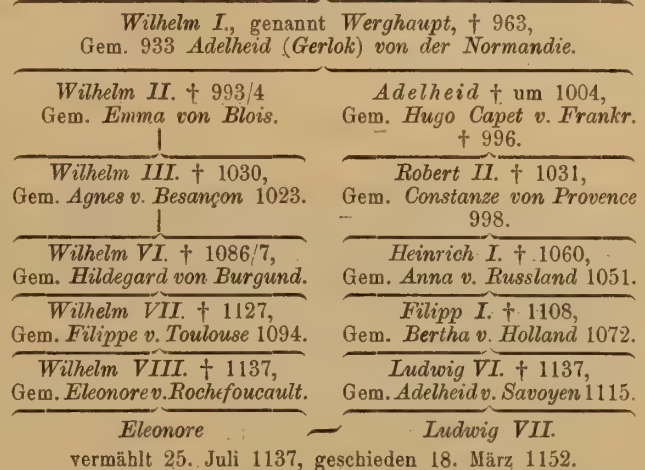 Wilhelm I., genannt Werghaupt, † 963,
Gem. 933 Adelheid (Gerlok) von der Normandie.
Wilhelm II. † 993/4
Gem. Emma von Blois.
Adelheid † um 1004,
Gem. Hugo Capet v. Frankr.
† 996.
Wilhelm III. † 1030,
Gem. Agnes v. Besançon 1023.
Robert II. † 1031,
Gem. Constanze von Provence
998.
Wilhelm VI. † 1086/7,
Gem. Hildegard von Burgund.
Heinrich I. † 1060,
Gem. Anna v. Russland 1051.
Wilhelm VII. † 1127,
Gem. Filippe v. Toulouse 1094.
Filipp I. † 1108,
Gem. Bertha v. Holland 1072.
Wilhelm VIII. † 1137,
Gem. Eleonore v. Rochefoucault.
Ludwig VI. † 1137,
Gem. Adelheid v. Savoyen 1115.
Eleonore — Ludwig VII.
vermählt 25. Juli 1137, geschieden 18. März 1152.